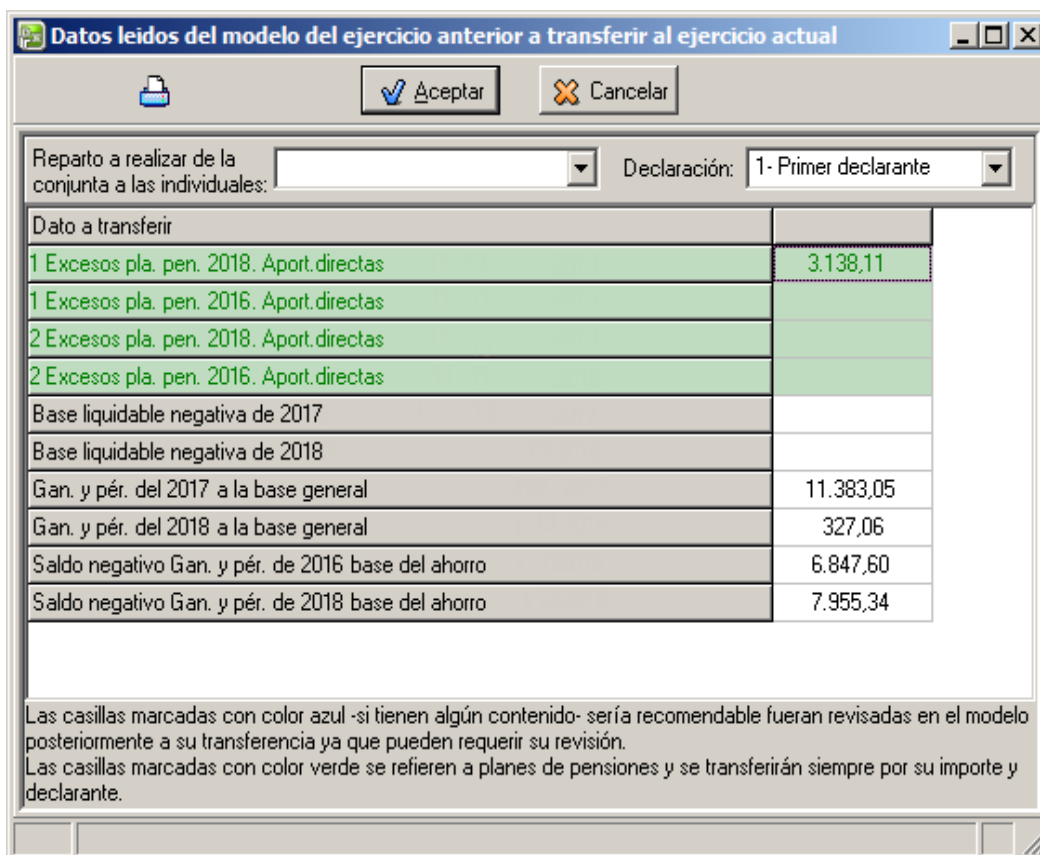 Datos leidos del modelo del ejercicio anterior a transferir al ejercicio actual
Aceptar
Cancelar
Reparto a realizar de la
conjunta a las individuales:
Declaración:
1- Primer declarante
Dato a transferir
1 Excesos pla. pen. 2018. Aport.directas 3.138,11
1 Excesos pla. pen. 2016. Aport.directas
2 Excesos pla. pen. 2018. Aport.directas
2 Excesos pla. pen. 2016. Aport.directas
Base liquidable negativa de 2017
Base liquidable negativa de 2018
Gan. y pér. del 2017 a la base general 11.383,05
Gan. y pér. del 2018 a la base general 327,06
Saldo negativo Gan. y pér. de 2016 base del ahorro 6.847,60
Saldo negativo Gan. y pér. de 2018 base del ahorro 7.955,34
Las casillas marcadas con color azul -si tienen algún contenido- sería recomendable fueran revisadas en el modelo
posteriormente a su transferencia ya que pueden requerir su revisión.
Las casillas marcadas con color verde se refieren a planes de pensiones y se transferirán siempre por su importe y
declarante.